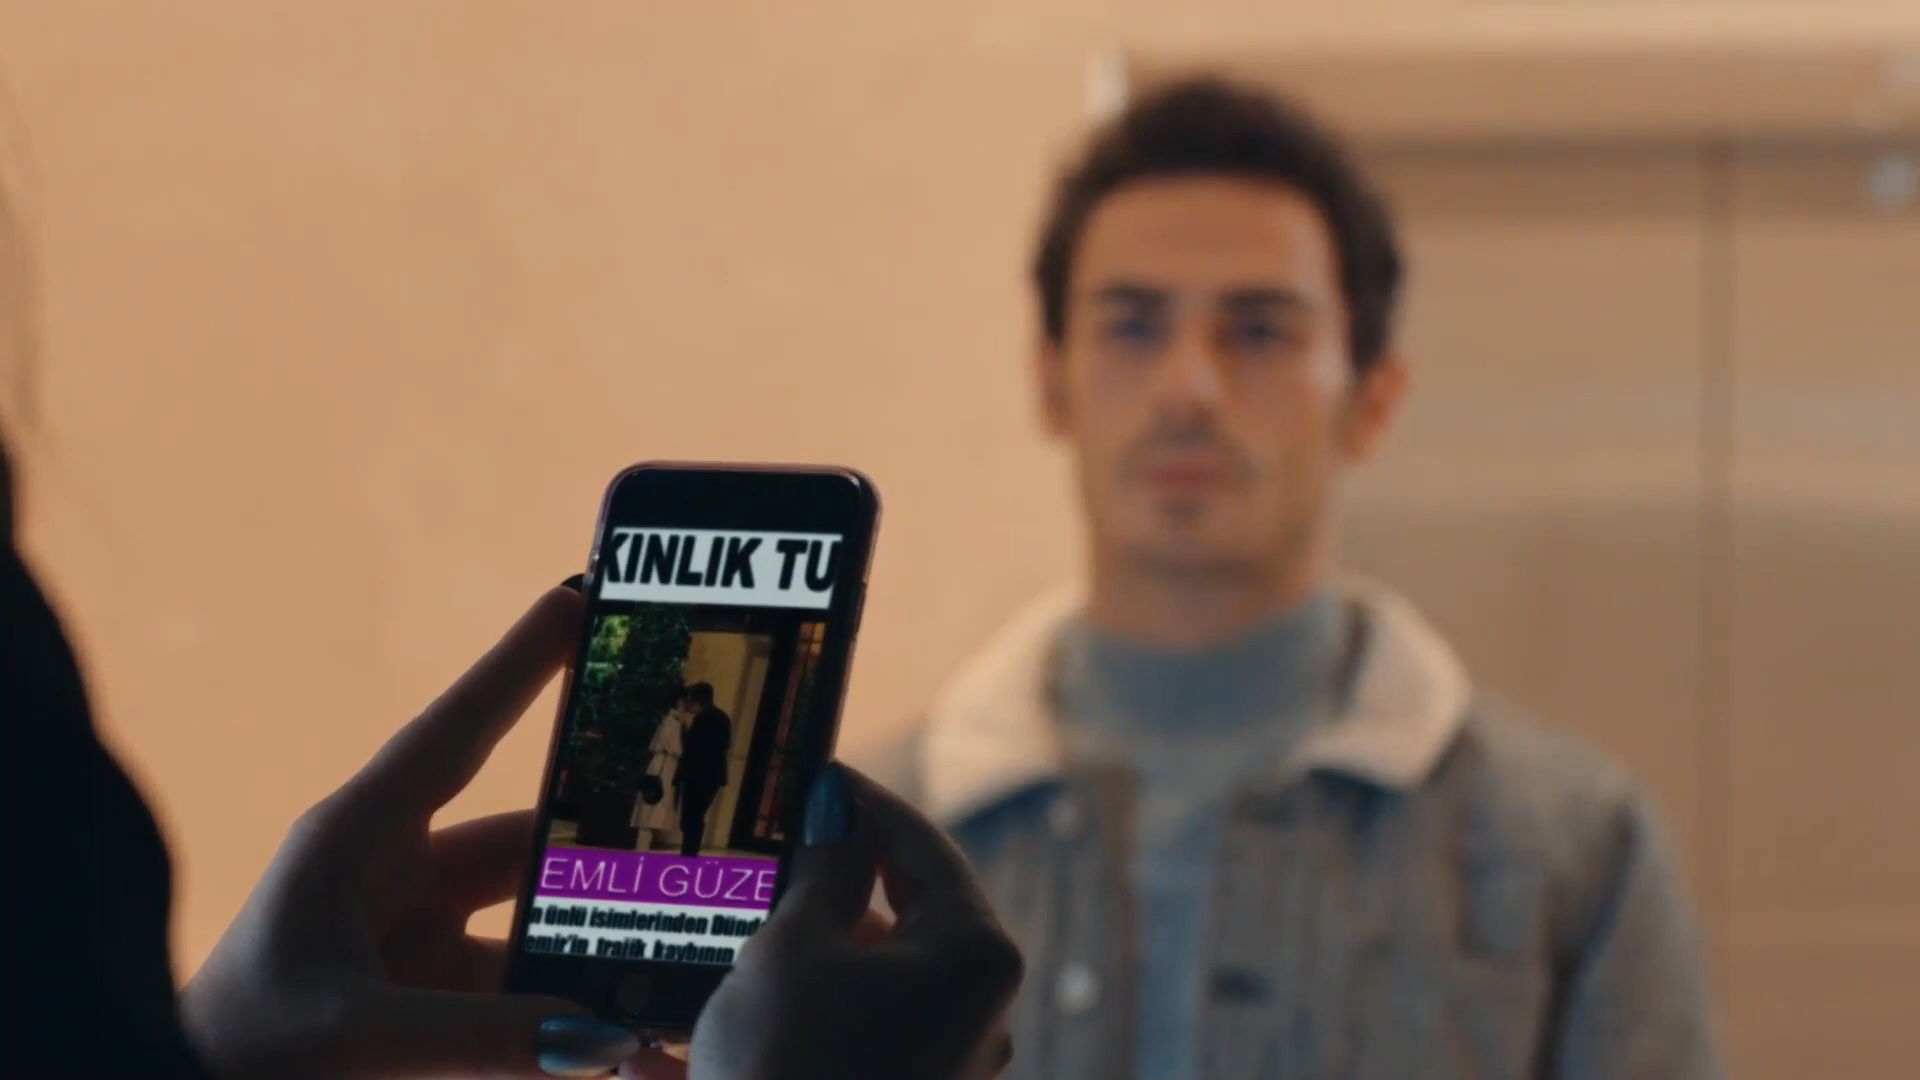 KINLIK TU
EMLİ GÜZE
n ünlü isimlerinden Dünd
emir'in trajik kaybının